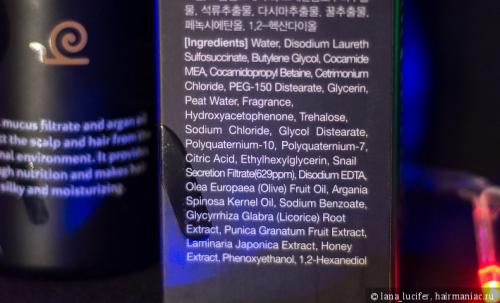 물, 석류추출물, 다시마추출물, 꿀추출물,
페녹시에탄올, 1,2-헥산다이올
[Ingredients] Water, Disodium Laureth
Sulfosuccinate, Butylene Glycol, Cocamide
MEA, Cocamidopropyl Betaine, Cetrimonium
Chloride, PEG-150 Distearate, Glycerin,
Peat Water, Fragrance,
Hydroxyacetophenone, Trehalose,
Sodium Chloride, Glycol Distearate,
Polyquaternium-10, Polyquaternium-7,
Citric Acid, Ethylhexylglycerin, Snail
Secretion Filtrate(629ppm), Disodium EDTA,
Olea Europaea (Olive) Fruit Oil, Argania
Spinosa Kernel Oil, Sodium Benzoate,
Glycyrrhiza Glabra (Licorice) Root
Extract, Punica Granatum Fruit Extract,
Laminaria Japonica Extract, Honey
Extract, Phenoxyethanol, 1,2-Hexanediol
mucus filtrate and argan oil
ct the scalp and hair from the
nal environment. It provides
gh nutrition and makes hair
silky and moisturizing.
© lana_lucifer, hairmaniac.ru